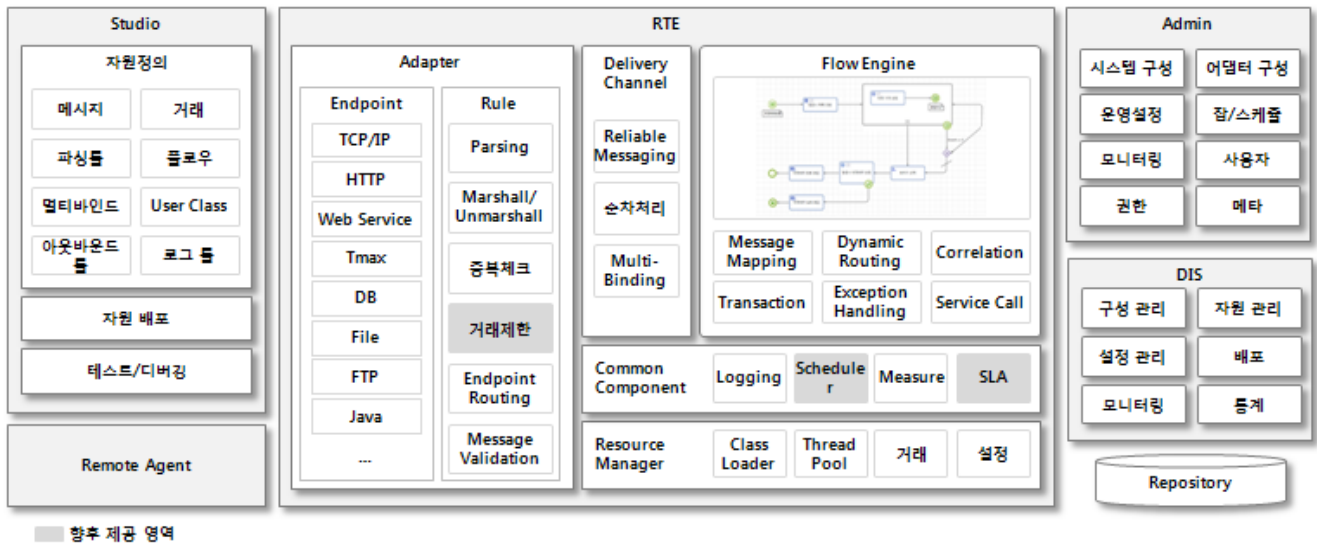 Studio
자원정의
메시지
거래
파싱룰
플로우
멀티바인드
User Class
아웃바운드
룰
로그 룰
자원 배포
테스트/디버깅
Remote Agent
RTE
Adapter
Endpoint
TCP/IP
HTTP
Web Service
Tmax
DB
File
FTP
Java
...
Rule
Parsing
Marshall/
Unmarshall
중복체크
거래제한
Endpoint
Routing
Message
Validation
Delivery
Channel
Reliable
Messaging
순차처리
Multi-
Binding
Flow Engine
Message
Mapping
Dynamic
Routing
Correlation
Transaction
Exception
Handling
Service Call
Common
Component
Logging
Schedule
r
Measure
SLA
Resource
Manager
Class
Loader
Thread
Pool
거래
설정
Admin
시스템 구성
어댑터 구성
운영설정
잡/스케쥴
모니터링
사용자
권한
메타
DIS
구성 관리
자원 관리
설정 관리
배포
모니터링
통계
Repository
향후 제공 영역